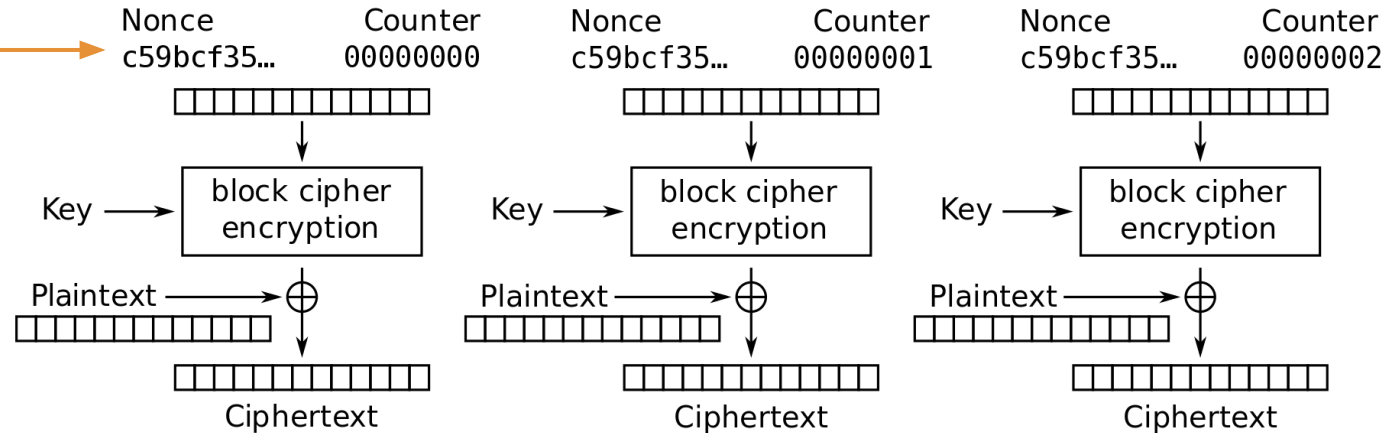 Nonce Counter Nonce Counter Nonce Counter
c59bcf35… 00000000 c59bcf35… 00000001 c59bcf35… 00000002
Key block cipher Key block cipher Key block cipher
encryption encryption encryption
Plaintext Plaintext Plaintext
Ciphertext Ciphertext Ciphertext